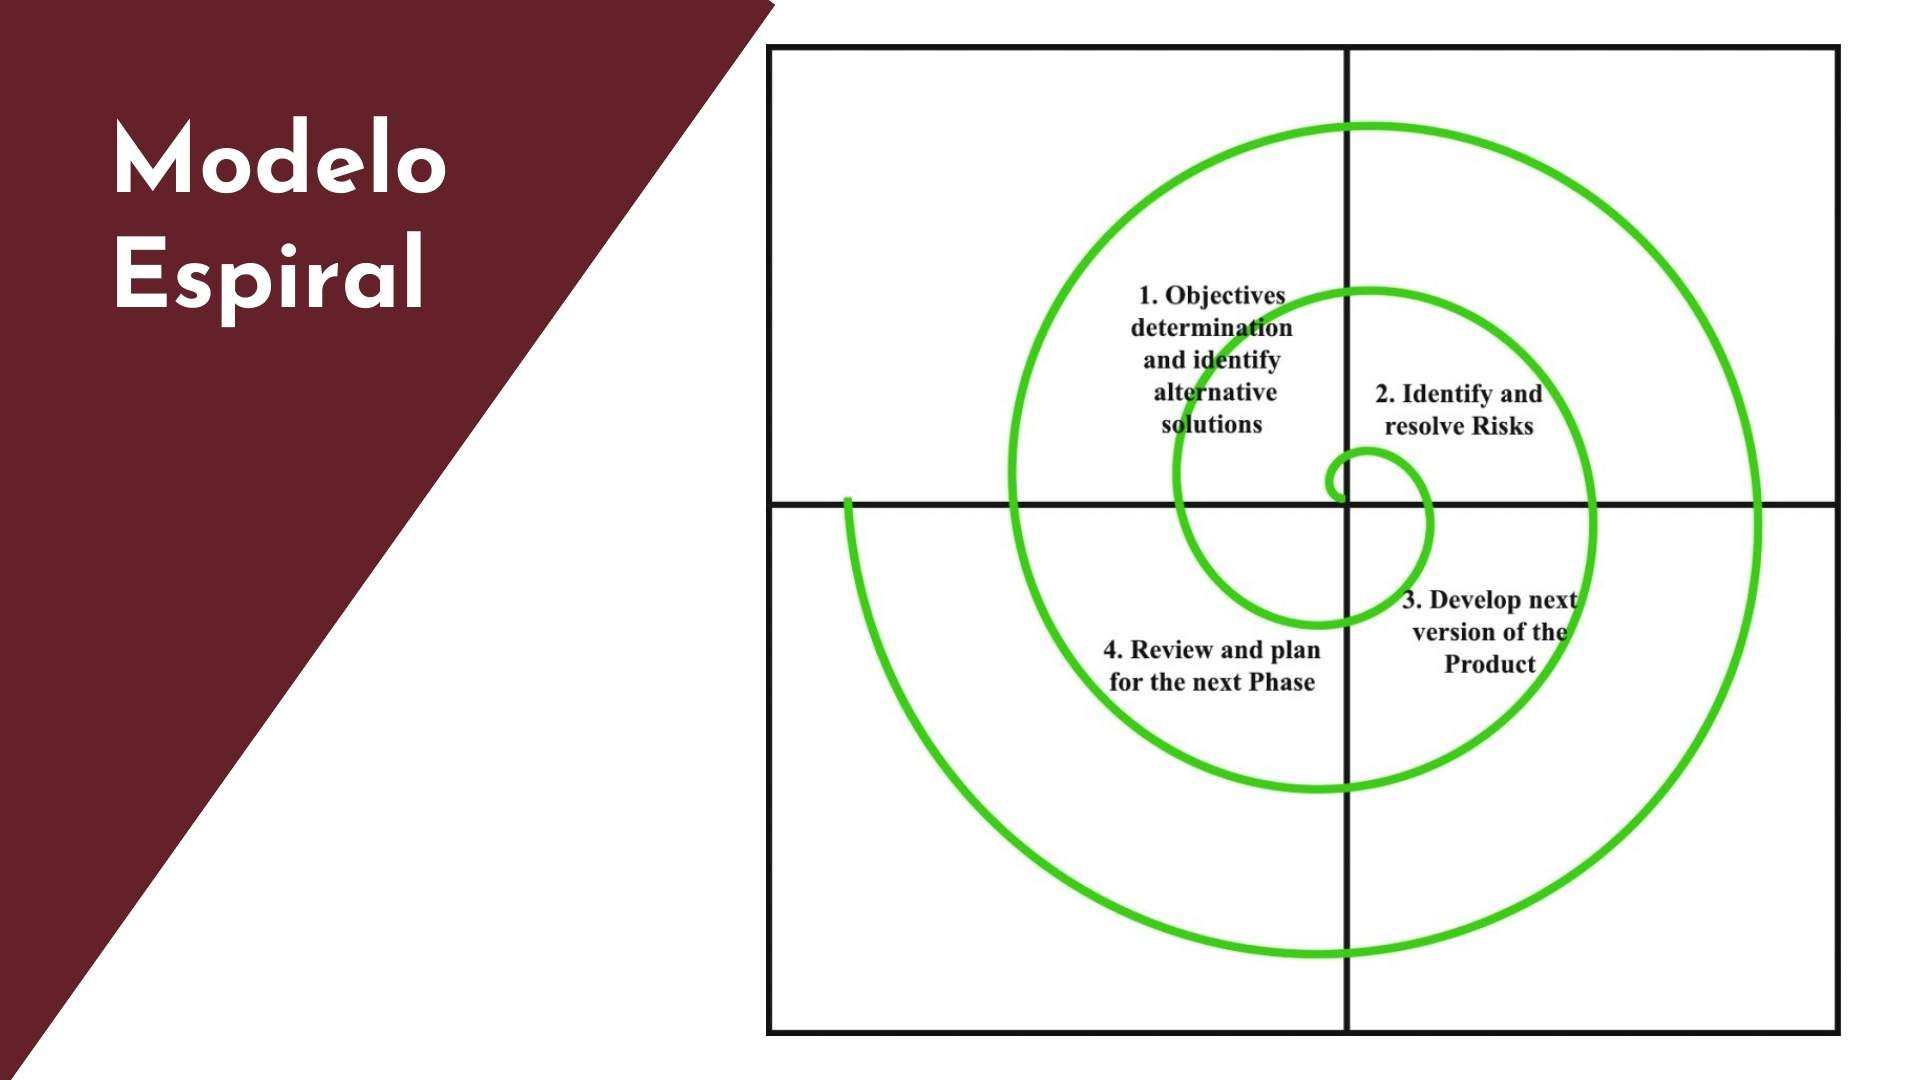 Modelo
Espiral
1. Objectives
determination
and identify
alternative
solutions
2. Identify and
resolve Risks
3. Develop next
version of the
Product
4. Review and plan
for the next Phase